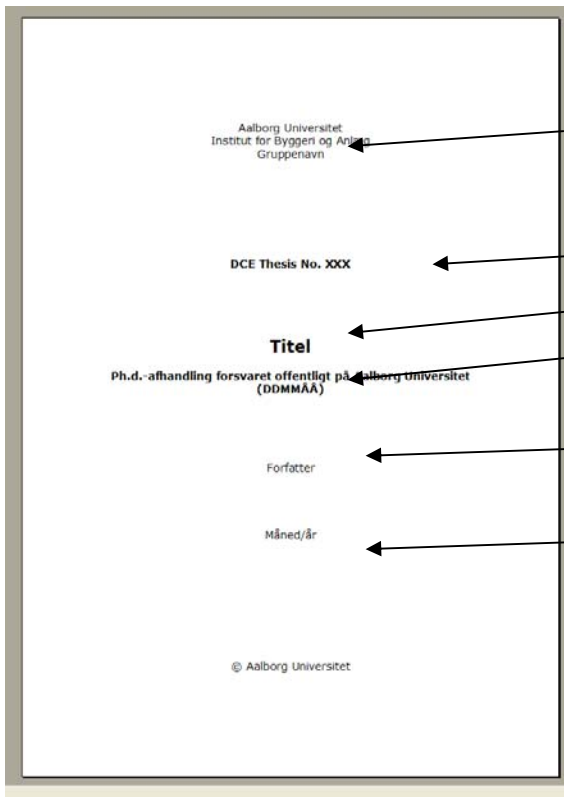 Aalborg Universitet
Institut for Byggeri og Anlæg
Gruppenavn
DCE Thesis No. XXX
Titel
Ph.d.-afhandling forsvaret offentligt på Aalborg Universitet
(DDMMÅÅ)
Forfatter
Måned/år
© Aalborg Universitet